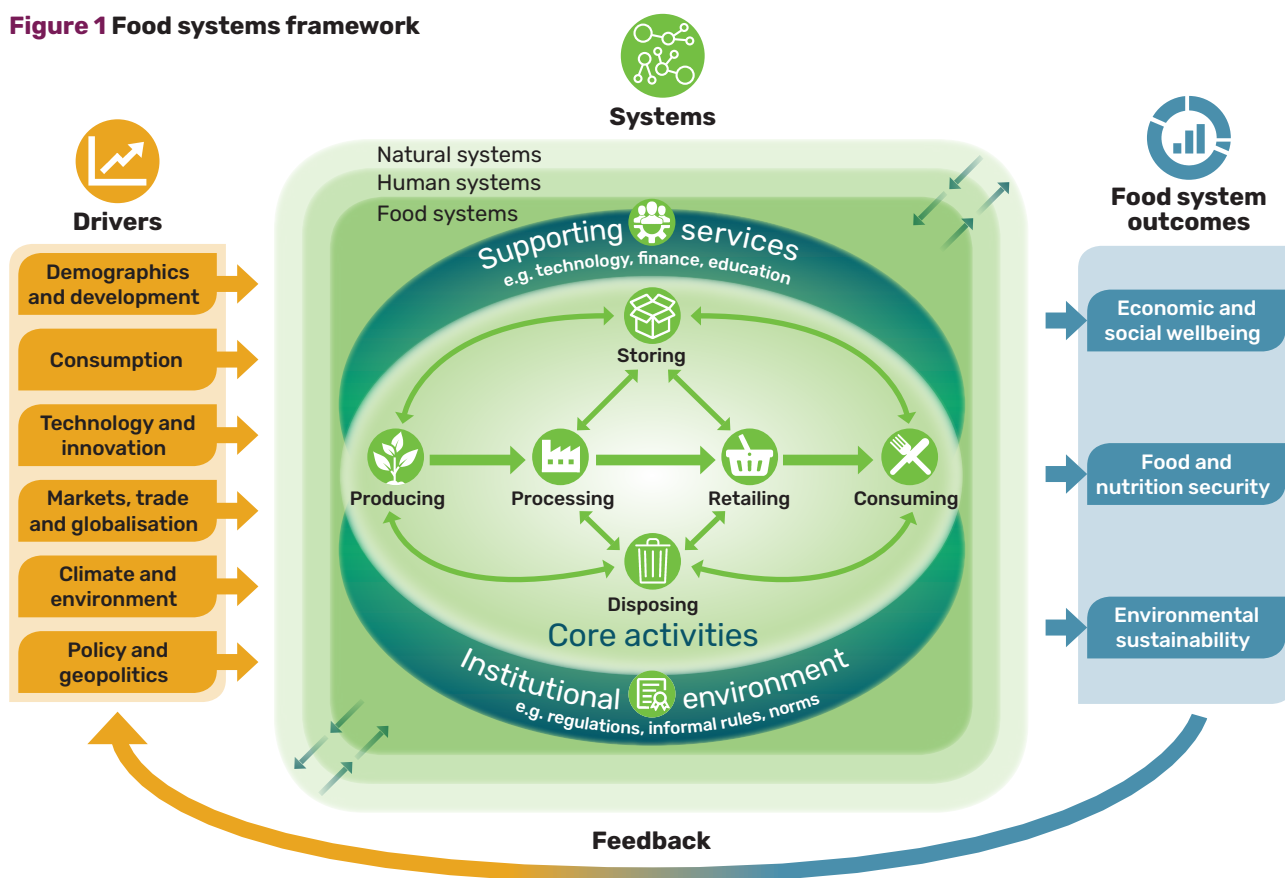 Figure 1 Food systems framework
Systems
Drivers
Demographics
and development
Consumption
Technology and
innovation
Markets, trade
and globalisation
Climate and
environment
Policy and
geopolitics
Natural systems
Human systems
Food systems
Supporting services
e.g. technology, finance, education
Storing
Producing
Processing
Retailing
Consuming
Disposing
Core activities
Institutional environment
e.g. regulations, informal rules, norms
Food system
outcomes
Economic and
social wellbeing
Food and
nutrition security
Environmental
sustainability
Feedback